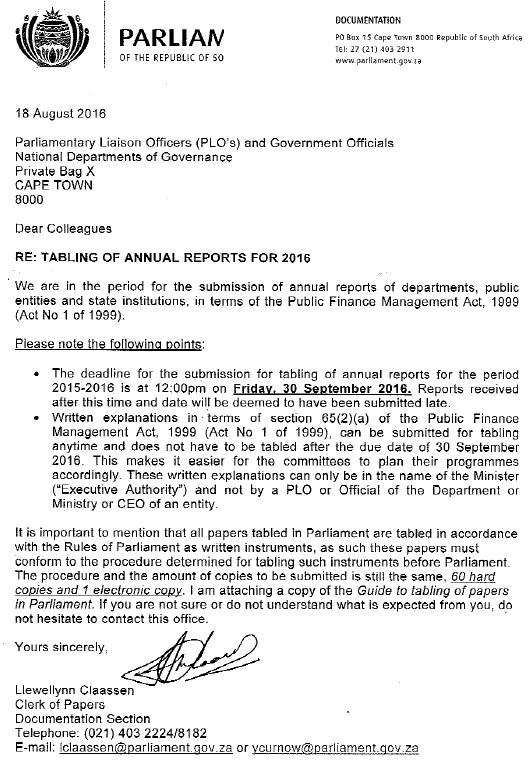 DOCUMENTATION
PARLIAN
OF THE REPUBLIC OF SO
PO Box 15 Cape Town 8000 Republic of South Africa
Tel: 27 (21) 403 2911
www.parliament.gov.za
18 August 2016
Parliamentary Liaison Officers (PLO's) and Government Officials
National Departments of Governance
Private Bag X
CAPE TOWN
8000
Dear Colleagues
RE: TABLING OF ANNUAL REPORTS FOR 2016
We are in the period for the submission of annual reports of departments, public
entities and state institutions, in terms of the Public Finance Management Act, 1999
(Act No 1 of 1999).
Please note the following points:
• The deadline for the submission for tabling of annual reports for the period
2015-2016 is at 12:00pm on Friday, 30 September 2016. Reports received
after this time and date will be deemed to have been submitted late.
• Written explanations in terms of section 65(2)(a) of the Public Finance
Management Act, 1999 (Act No 1 of 1999), can be submitted for tabling
anytime and does not have to be tabled after the due date of 30 September
2016. This makes it easier for the committees to plan their programmes
accordingly. These written explanations can only be in the name of the Minister
("Executive Authority") and not by a PLO or Official of the Department or
Ministry or CEO of an entity.
It is important to mention that all papers tabled in Parliament are tabled in accordance
with the Rules of Parliament as written instruments, as such these papers must
conform to the procedure determined for tabling such instruments before Parliament.
The procedure and the amount of copies to be submitted is still the same, 60 hard
copies and 1 electronic copy. I am attaching a copy of the Guide to tabling of papers
in Parliament. If you are not sure or do not understand what is expected from you, do
not hesitate to contact this office.
Yours sincerely,
Llewellynn Claassen
Clerk of Papers
Documentation Section
Telephone: (021) 403 2224/8182
E-mail: lclaassen@parliament.gov.za or ycurnow@parliament.gov.za